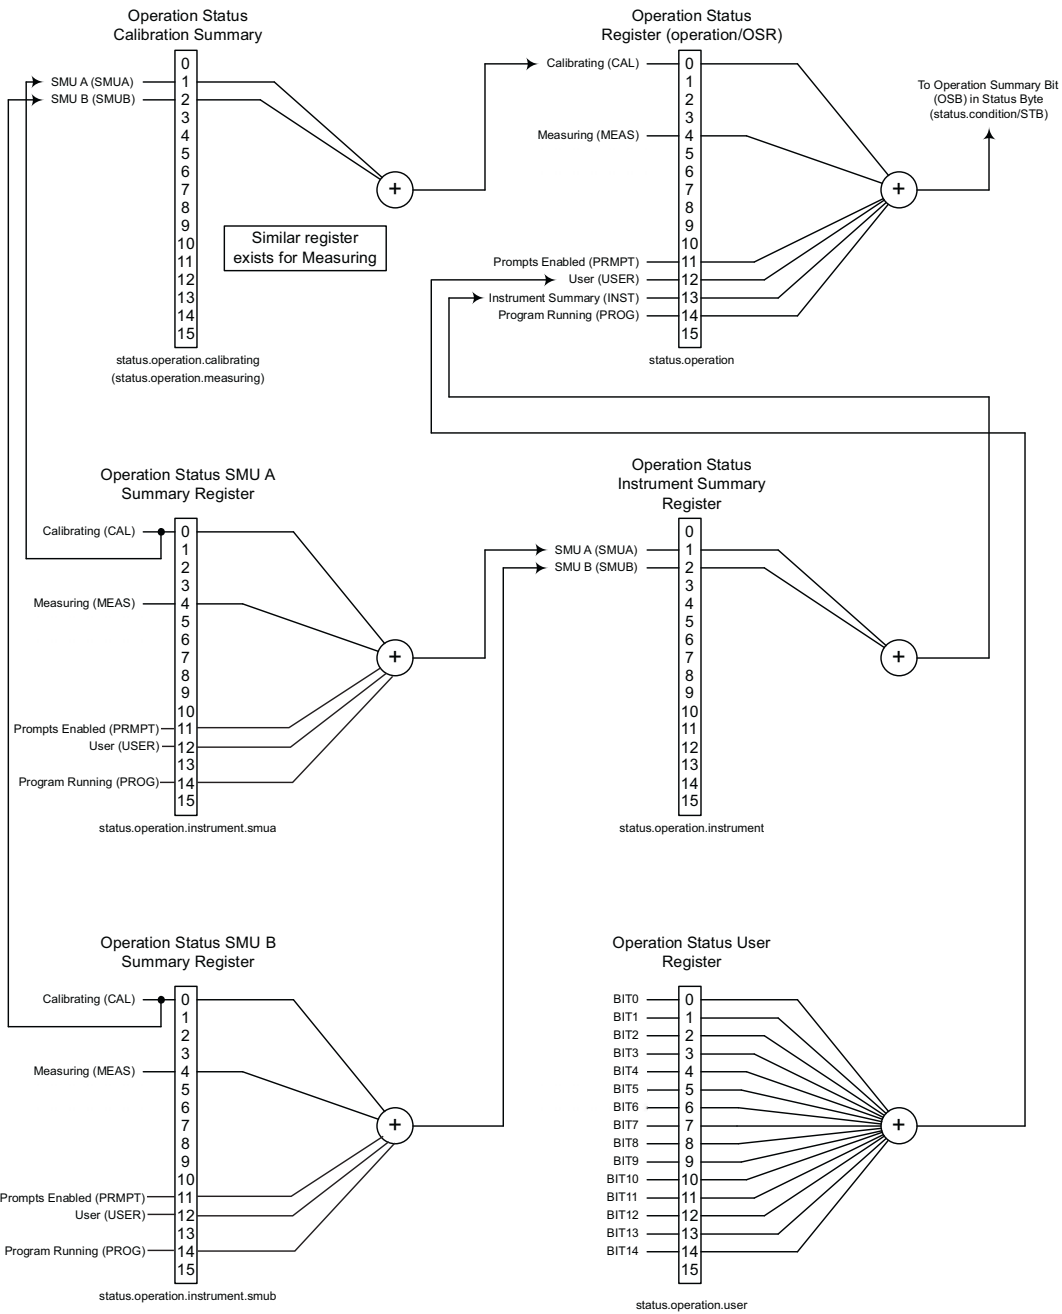 Operation Status
Calibration Summary
0
SMU A (SMUA) 1
SMU B (SMUB) 2
3
4
5
6
7
8
9
10
11
12
13
14
15
+
Similar register
exists for Measuring
status.operation.calibrating
(status.operation.measuring)
Operation Status
Register (operation/OSR)
Calibrating (CAL) 0
1
2
3
Measuring (MEAS) 4
5
6
7
8
9
10
Prompts Enabled (PRMPT) 11
User (USER) 12
Instrument Summary (INST) 13
Program Running (PROG) 14
15
+
status.operation
To Operation Summary Bit
(OSB) in Status Byte
(status.condition/STB)
Operation Status SMU A
Summary Register
Calibrating (CAL) 0
1
2
3
Measuring (MEAS) 4
5
6
7
8
9
10
Prompts Enabled (PRMPT) 11
User (USER) 12
13
Program Running (PROG) 14
15
+
status.operation.instrument.smua
Operation Status
Instrument Summary
Register
0
SMU A (SMUA) 1
SMU B (SMUB) 2
3
4
5
6
7
8
9
10
11
12
13
14
15
+
status.operation.instrument
Operation Status SMU B
Summary Register
Calibrating (CAL) 0
1
2
3
Measuring (MEAS) 4
5
6
7
8
9
10
Prompts Enabled (PRMPT) 11
User (USER) 12
13
Program Running (PROG) 14
15
+
status.operation.instrument.smub
Operation Status User
Register
BIT0 0
BIT1 1
BIT2 2
BIT3 3
BIT4 4
BIT5 5
BIT6 6
BIT7 7
BIT8 8
BIT9 9
BIT10 10
BIT11 11
BIT12 12
BIT13 13
BIT14 14
15
+
status.operation.user